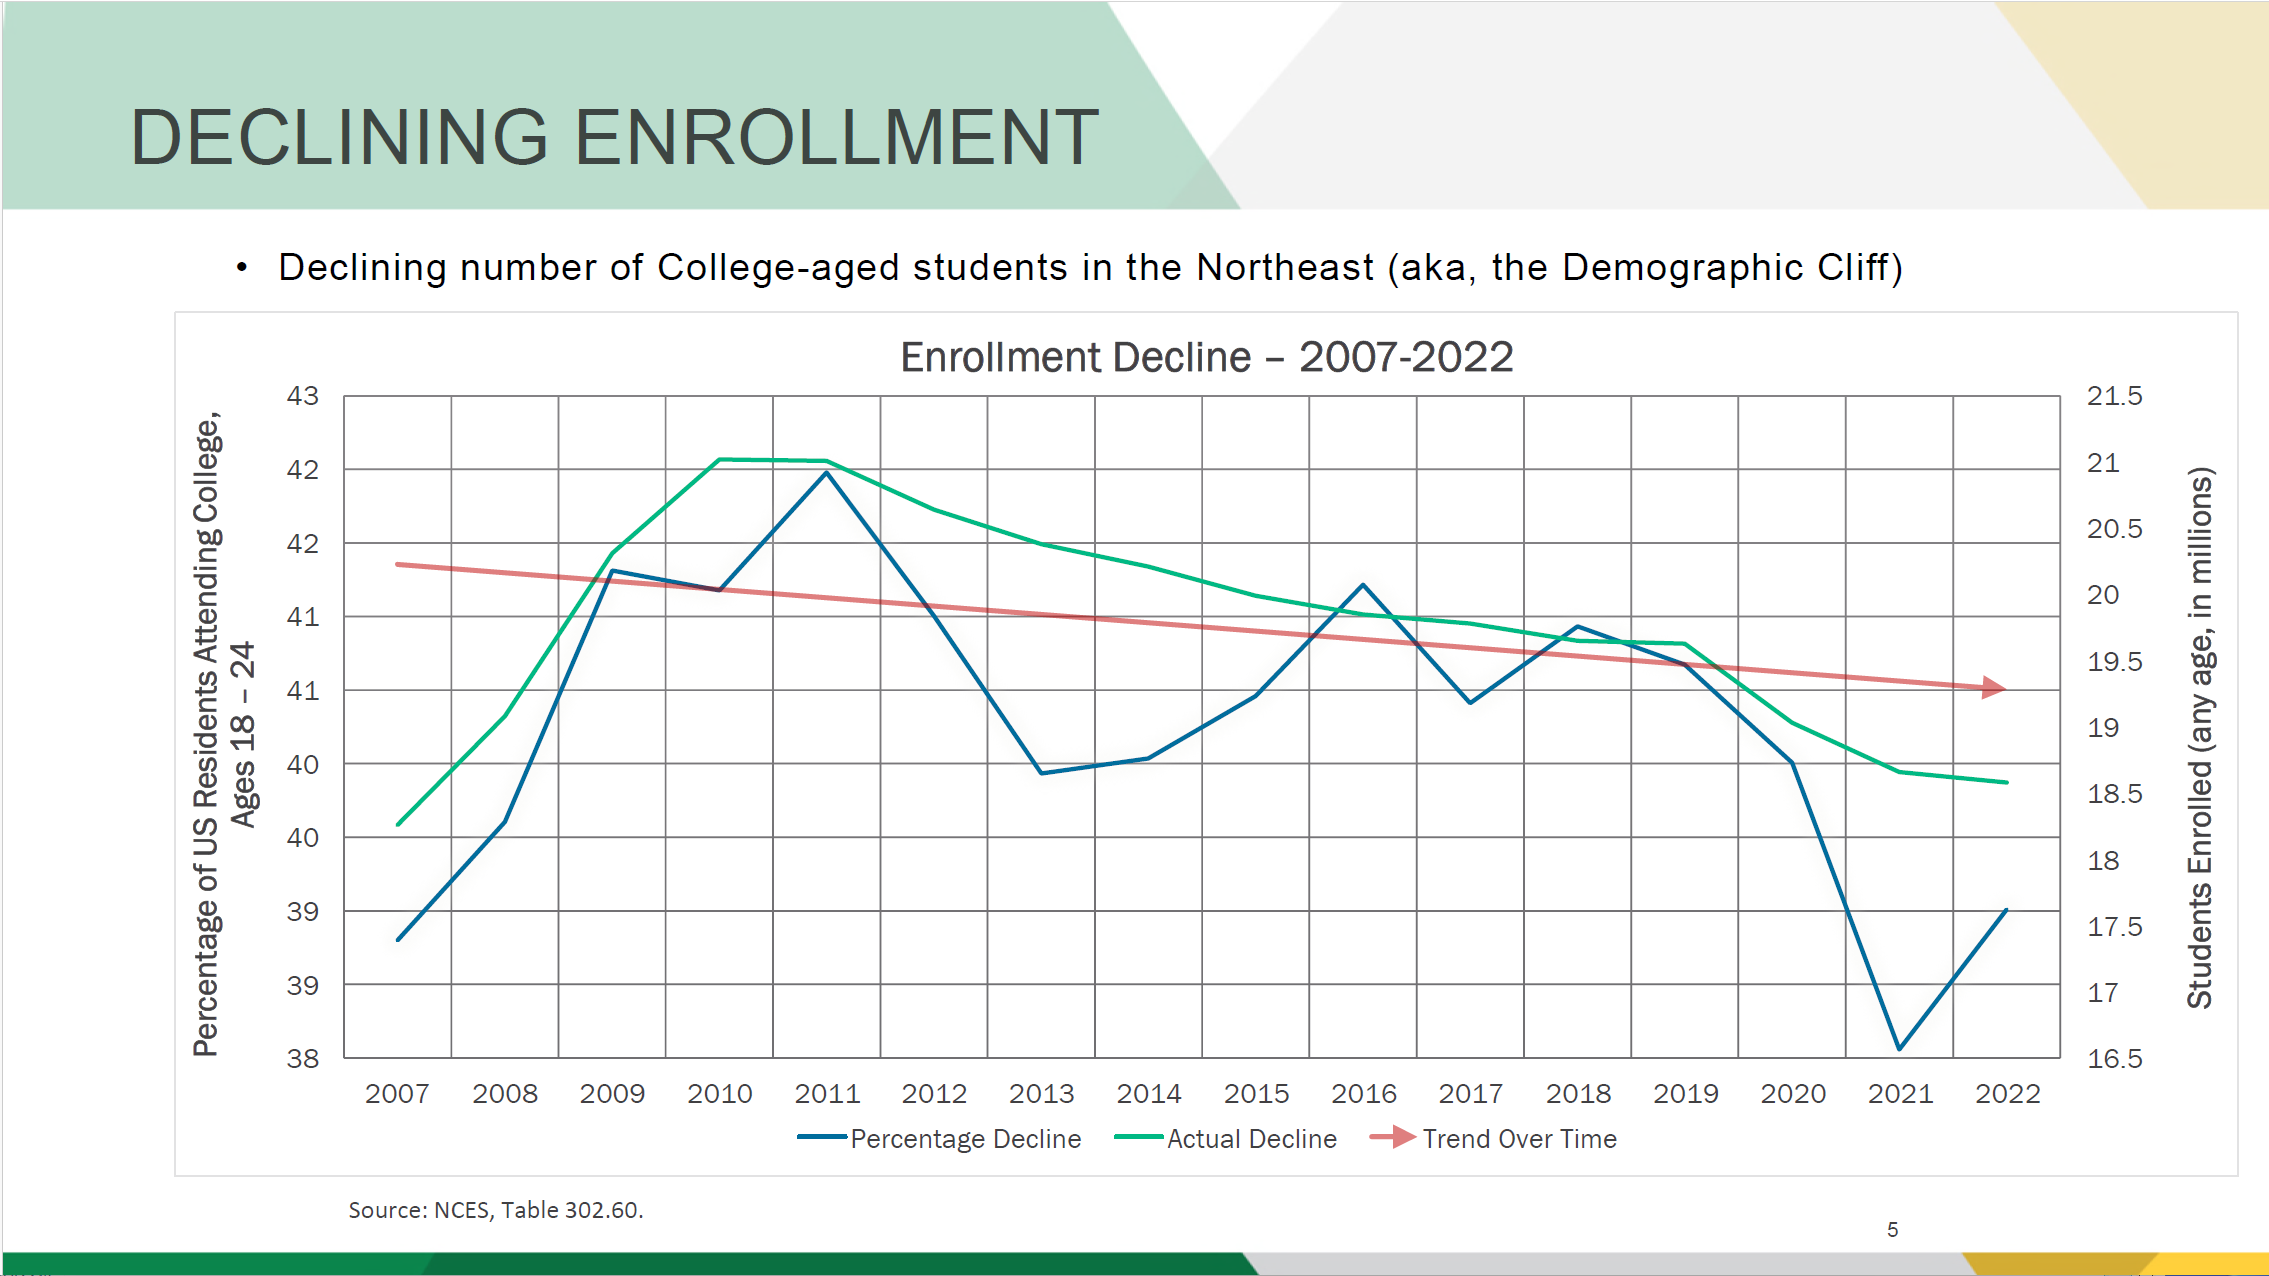 DECLINING ENROLLMENT
• Declining number of College-aged students in the Northeast (aka, the Demographic Cliff)
Enrollment Decline – 2007-2022
Percentage of US Residents Attending College,
Ages 18 – 24
43
42
42
41
41
40
40
39
39
38
21.5
21
20.5
20
19.5
19
18.5
18
17.5
17
16.5
Students Enrolled (any age, in millions)
2007 2008 2009 2010 2011 2012 2013 2014 2015 2016 2017 2018 2019 2020 2021 2022
Percentage Decline Actual Decline Trend Over Time
Source: NCES, Table 302.60.
5